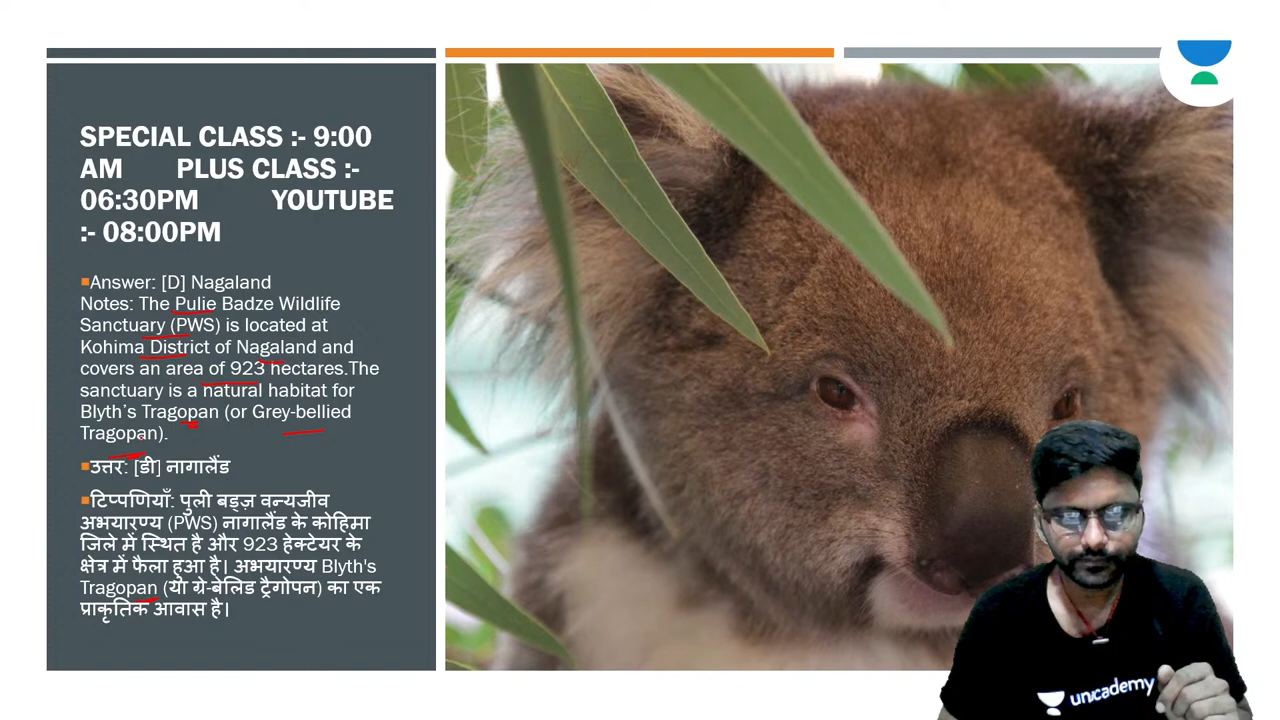 SPECIAL CLASS :- 9:00
AM PLUS CLASS :-
06:30PM YOUTUBE
:- 08:00PM
Answer: [D] Nagaland
Notes: The Pulie Badze Wildlife
Sanctuary (PWS) is located at
Kohima District of Nagaland and
covers an area of 923 hectares.The
sanctuary is a natural habitat for
Blyth's Tragopan (or Grey-bellied
Tragopan).
उत्तर: [डी] नागालैंड
टिप्पणियाँ: पुली बड्ज़ वन्यजीव
अभयारण्य (PWS) नागालैंड के कोहिमा
जिले में स्थित है और 923 हेक्टेयर के
क्षेत्र में फैला हुआ है। अभयारण्य Blyth's
Tragopan (या ग्रे-बेलिड ट्रैगोपन) का एक
प्राकृतिक आवास है।
unacademy